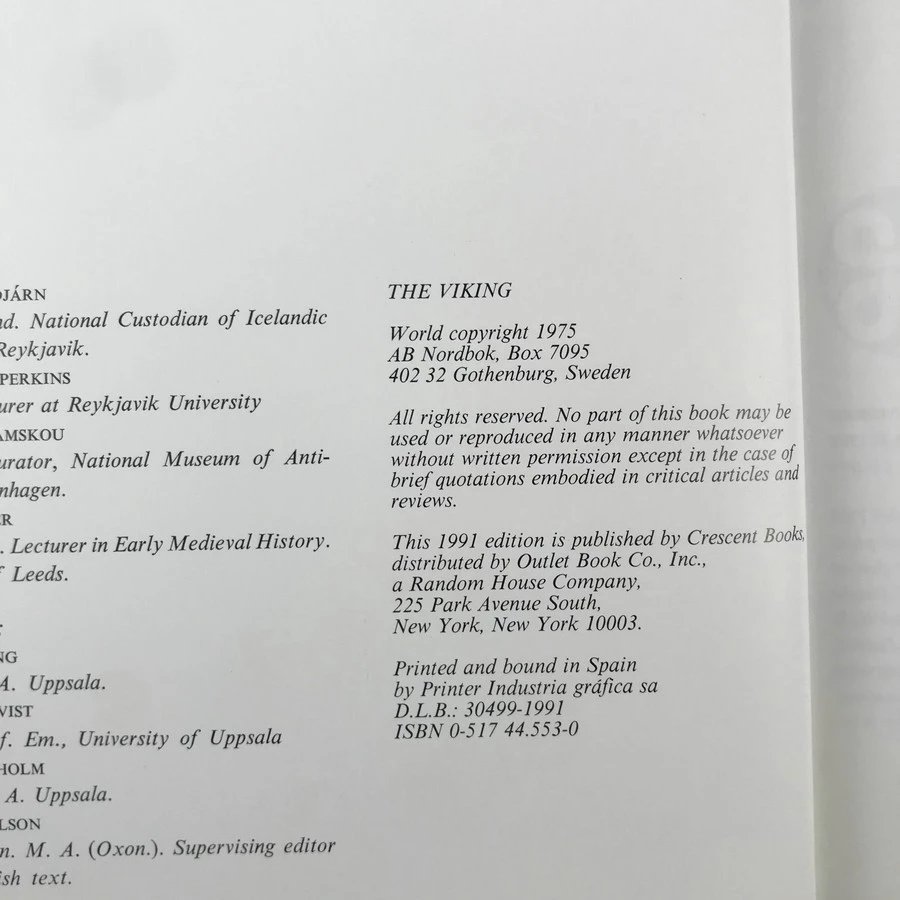 DJÁRN
nd. National Custodian of Icelandic
Reykjavik.
PERKINS
urer at Reykjavik University
AMSKOU
urator, National Museum of Anti-
nhagen.
ER
. Lecturer in Early Medieval History.
f Leeds.
:
NG
A. Uppsala.
VIST
f. Em., University of Uppsala
HOLM
A. Uppsala.
LSON
n. M. A. (Oxon.). Supervising editor
ish text.
THE VIKING
World copyright 1975
AB Nordbok, Box 7095
402 32 Gothenburg, Sweden
All rights reserved. No part of this book may be
used or reproduced in any manner whatsoever
without written permission except in the case of
brief quotations embodied in critical articles and
reviews.
This 1991 edition is published by Crescent Books,
distributed by Outlet Book Co., Inc.,
a Random House Company,
225 Park Avenue South,
New York, New York 10003.
Printed and bound in Spain
by Printer Industria gráfica sa
D.L.B.: 30499-1991
ISBN 0-517 44.553-0